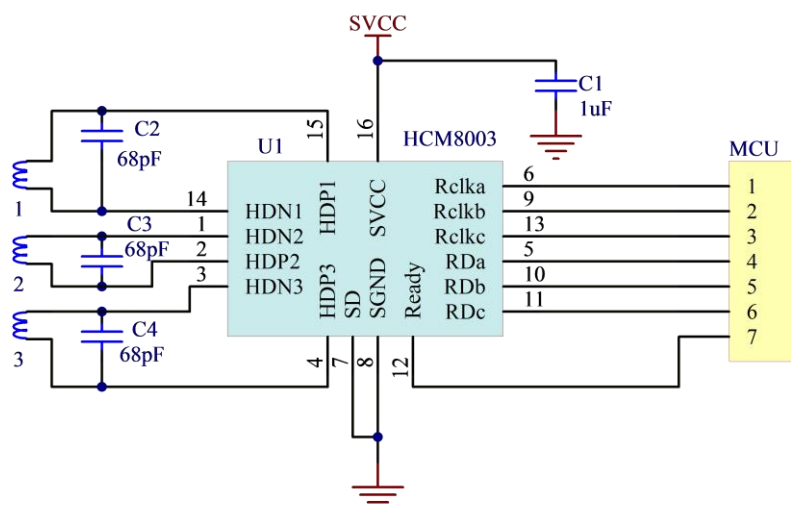 SVCC
C1
1uF
C2
68pF
15
16
U1
HCM8003
MCU
HDP1
SVCC
14 HDN1
1 HDN2
2 HDP2
3 HDN3
Rclka 6 1
Rclkb 9 2
Rclkc 13 3
RDa 5 4
RDb 10 5
RDc 11 6
7
1
C3
68pF
2
C4
68pF
3
HDP3
SD
SGND
Ready
4
7
8
12